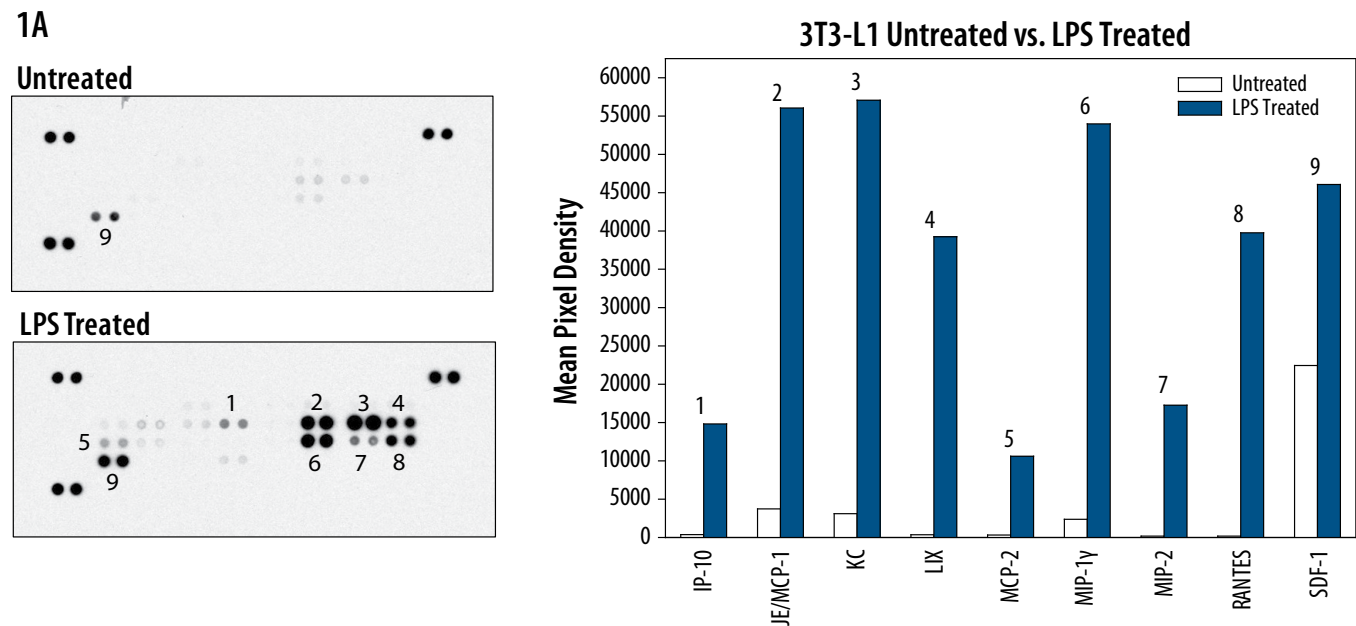 1A
Untreated
9
LPS Treated
1
2
3
4
5
6
7
8
9
3T3-L1 Untreated vs. LPS Treated
Untreated
LPS Treated
Mean Pixel Density
60000
55000
50000
45000
40000
35000
30000
25000
20000
15000
10000
5000
0
1
2
3
4
5
6
7
8
9
IP-10
JE/MCP-1
KC
LIX
MCP-2
MIP-1γ
MIP-2
RANTES
SDF-1